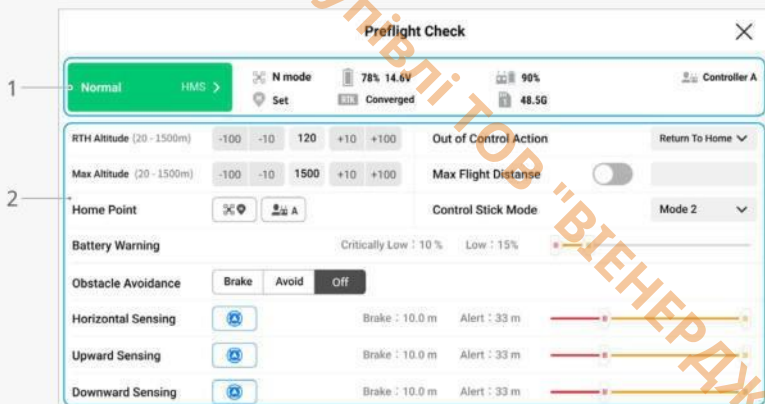 Preflight Check
1
Normal HMS > N mode 78% 14.6V 90% Controller A
Set RTK Converged 48.5G
2
RTH Altitude (20 - 1500m) -100 -10 120 +10 +100 Out of Control Action Return To Home
Max Altitude (20 - 1500m) -100 -10 1500 +10 +100 Max Flight Distanse
Home Point A Control Stick Mode Mode 2
Battery Warning Critically Low : 10 % Low : 15%
Obstacle Avoidance Brake Avoid Off
Horizontal Sensing Brake : 10.0 m Alert : 33 m
Upward Sensing Brake : 10.0 m Alert : 33 m
Downward Sensing Brake : 10.0 m Alert : 33 m
ТОВ "ВІЕНЕРДЖ